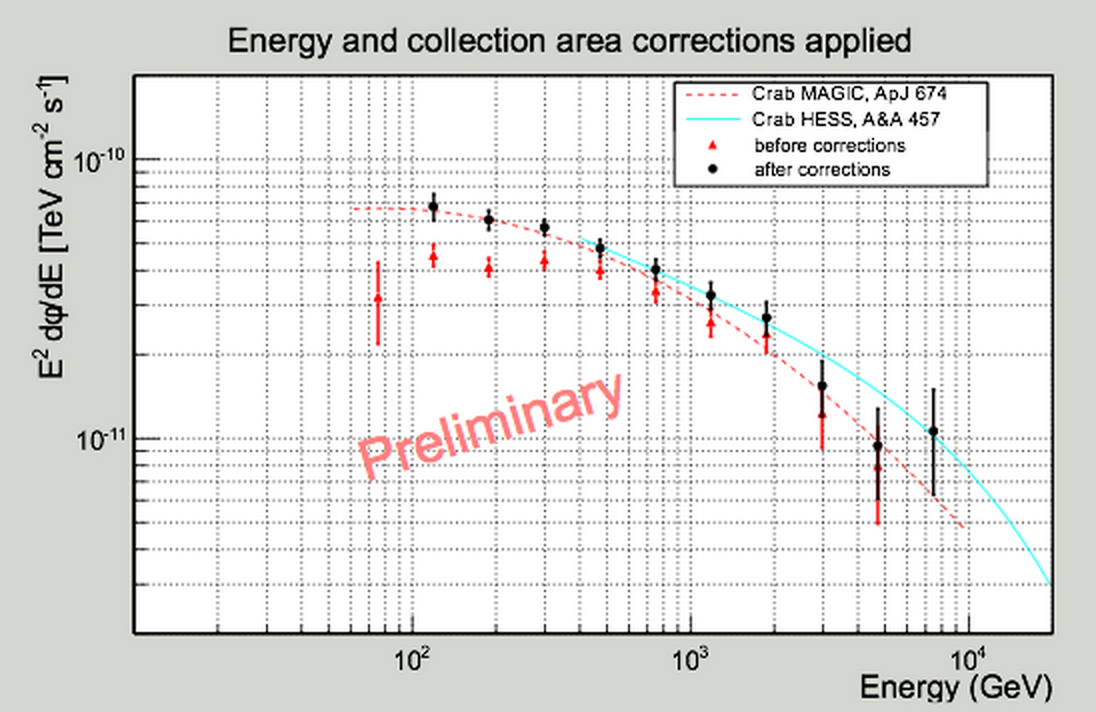 Energy and collection area corrections applied
E² dφ/dE [TeV cm⁻² s⁻¹]
Crab MAGIC, ApJ 674
Crab HESS, A&A 457
before corrections
after corrections
10⁻¹⁰
10⁻¹¹
Preliminary
10²
10³
10⁴
Energy (GeV)